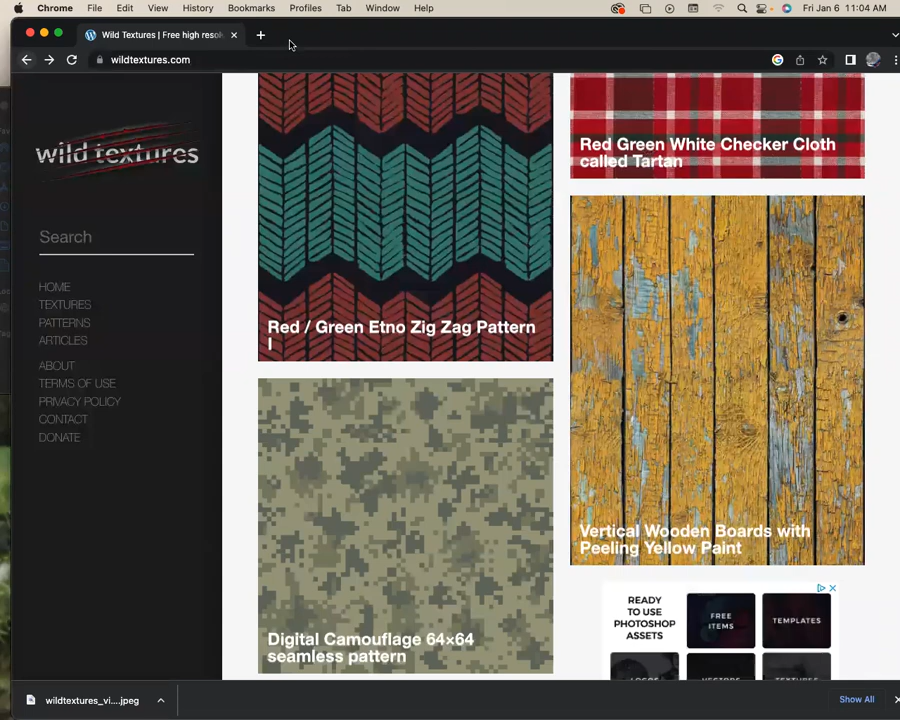 Chrome File Edit View History Bookmarks Profiles Tab Window Help Fri Jan 6 11:04 AM
Wild Textures | Free high resol
wildtextures.com
wild textures
Search
HOME
TEXTURES
PATTERNS
ARTICLES
ABOUT
TERMS OF USE
PRIVACY POLICY
CONTACT
DONATE
Red / Green Etno Zig Zag Pattern
I
Digital Camouflage 64×64
seamless pattern
Red Green White Checker Cloth
called Tartan
Vertical Wooden Boards with
Peeling Yellow Paint
READY
TO USE
PHOTOSHOP
ASSETS
FREE
ITEMS
TEMPLATES
wildtextures_vi....jpeg
Show All